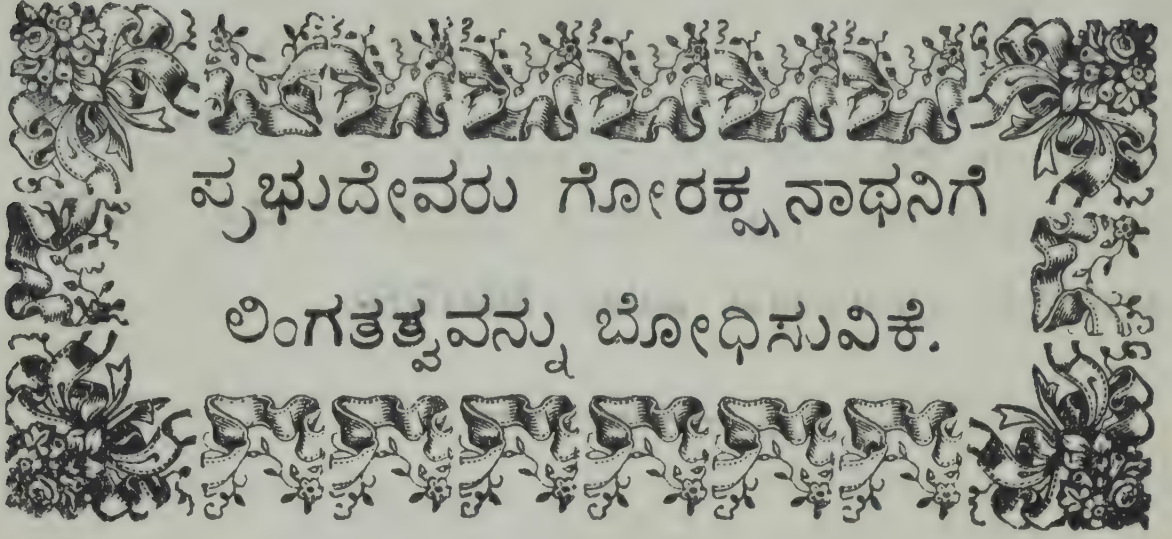 ಪ್ರಭುದೇವರು ಗೋರಕ್ಷನಾಥನಿಗೆ
ಲಿಂಗತತ್ವವನ್ನು ಬೋಧಿಸುವಿಕೆ.